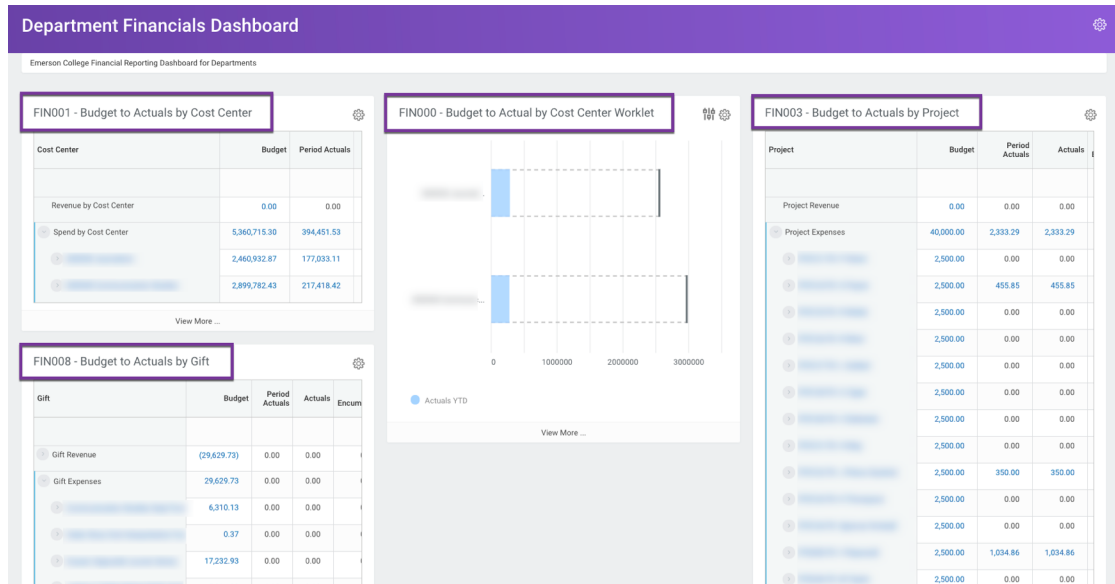 Department Financials Dashboard
Emerson College Financial Reporting Dashboard for Departments
FIN001 - Budget to Actuals by Cost Center
Cost Center Budget Period Actuals
Revenue by Cost Center 0.00 0.00
Spend by Cost Center 5,360,715.30 394,451.53
2,460,932.87 177,033.11
2,899,782.43 217,418.42
View More ...
FIN008 - Budget to Actuals by Gift
Gift Budget Period Actuals Actuals Encum
Gift Revenue (29,629.73) 0.00 0.00
Gift Expenses 29,629.73 0.00 0.00
6,310.13 0.00 0.00
0.37 0.00 0.00
17,232.93 0.00 0.00
FIN000 - Budget to Actual by Cost Center Worklet
0 1000000 2000000 3000000
Actuals YTD
View More ...
FIN003 - Budget to Actuals by Project
Project Budget Period Actuals Actuals
Project Revenue 0.00 0.00 0.00
Project Expenses 40,000.00 2,333.29 2,333.29
2,500.00 0.00 0.00
2,500.00 455.85 455.85
2,500.00 0.00 0.00
2,500.00 0.00 0.00
2,500.00 0.00 0.00
2,500.00 0.00 0.00
2,500.00 0.00 0.00
2,500.00 0.00 0.00
2,500.00 350.00 350.00
2,500.00 0.00 0.00
2,500.00 0.00 0.00
2,500.00 1,034.86 1,034.86
2,500.00 0.00 0.00